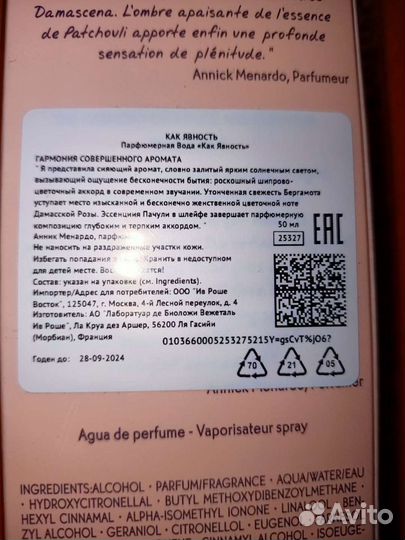 Damascena. L'ombre apaisante de l'essence
de Patchouli apporte enfin une profonde
sensation de plénitude."
Annick Menardo, Parfumeur
КАК ЯВНОСТЬ
Парфюмерная Вода «Как Явность»
ГАРМОНИЯ СОВЕРШЕННОГО АРОМАТА
"Я представила сияющий аромат, словно залитый ярким солнечным светом,
вызывающий ощущение бесконечности бытия: роскошный шипрово-
цветочный аккорд в современном звучании. Утонченная свежесть Бергамота
уступает место изысканной и бесконечно женственной цветочной ноте
Дамасской Розы. Эссенциия Пачули в шлейфе завершает парфюмерную
композицию глубоким и терпким аккордом. "
50 мл
EAC
Анник Менардо, парфю
25327
Не наносить на раздраженные участки кожи.
Избегать попадания Хранить в недоступном
для детей месте.
Состав: указан на упаковке (см. Ingredients).
Импортер/Адрес для потребителей: ООО "Ив Роше
Восток", 125047, г. Москва, 4-й Лесной переулок, д. 4
Изготовитель: АО "Лаборатуар де Биоложи Вежеталь
Ив Роше", Ла Круа дез Аршер, 56200 Ля Гасийи
(Морбиан), Франция
0103660005253275215Y=gsCvT%JO6?
Годен до: 28-09-2024
70
21
05
Annick
Agua de perfume - Vaporisateur spray
INGREDIENTS:ALCOHOL • PARFUM/FRAGRANCE • AQUA/WATER/EAU
• HYDROXYCITRONELLAL • BUTYL METHOXYDIBENZOYLMETHANE •
HEXYL CINNAMAL • ALPHA-ISOMETHYL IONONE • LINALOOL • BEN-
ZYL ALCOHOL • GERANIOL • CITRONELLOL • EUGENOL
CINNAMYL ALCOHOL • ISOEUGE-
Avito